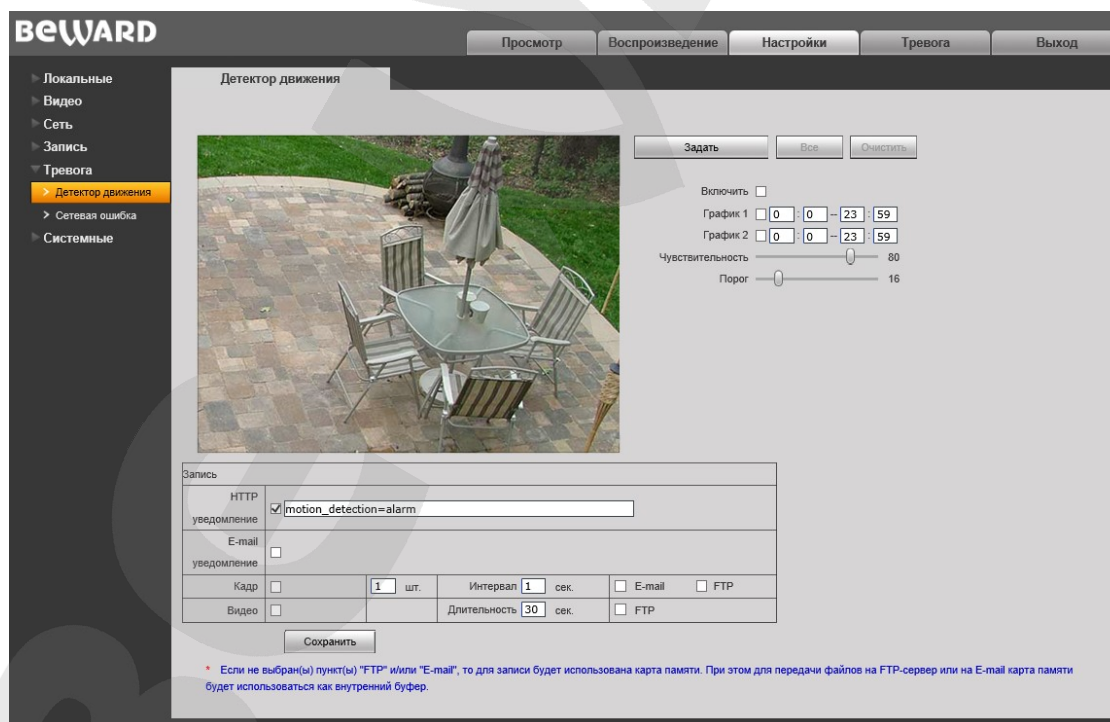 BEWARD
Просмотр Воспроизведение Настройки Тревога Выход
Локальные
Видео
Сеть
Запись
Тревога
> Детектор движения
> Сетевая ошибка
Системные
Детектор движения
Задать Все Очистить
Включить
График 1 0 : 0 -- 23 : 59
График 2 0 : 0 -- 23 : 59
Чувствительность 80
Порог 16
Запись
HTTP
уведомление motion_detection=alarm
E-mail
уведомление
Кадр 1 шт. Интервал 1 сек. E-mail FTP
Видео Длительность 30 сек. FTP
Сохранить
* Если не выбран(ы) пункт(ы) "FTP" и/или "E-mail", то для записи будет использована карта памяти. При этом для передачи файлов на FTP-сервер или на E-mail карта памяти
будет использоваться как внутренний буфер.